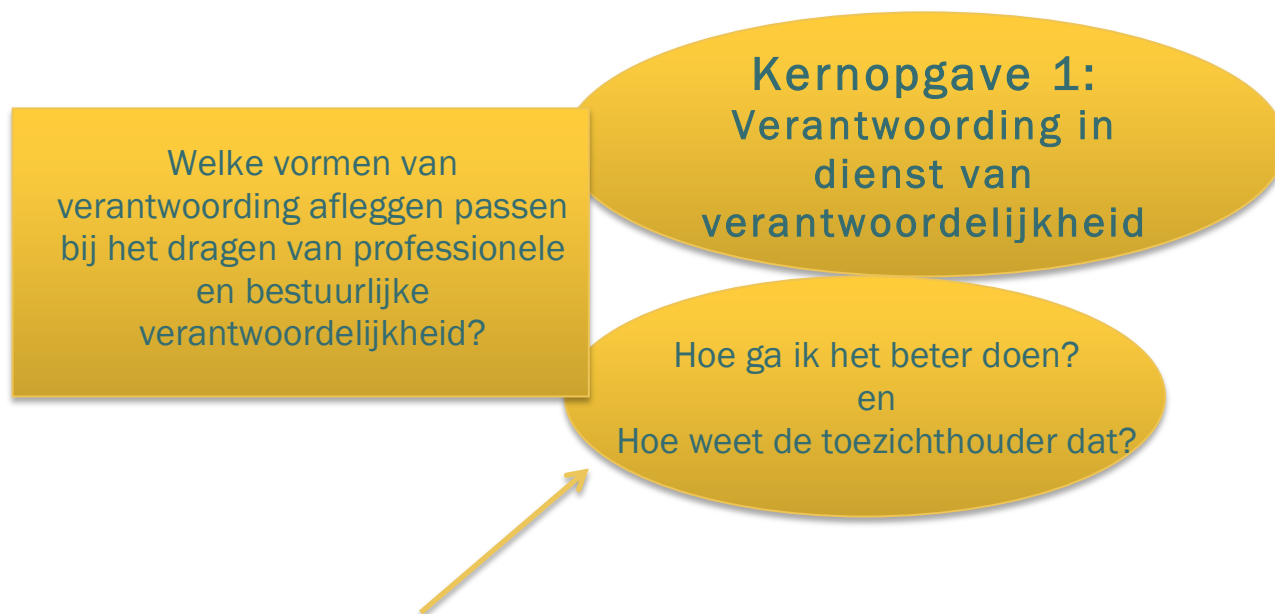 Kernopgave 1:
Verantwoording in
dienst van
verantwoordelijkheid
Welke vormen van
verantwoording afleggen passen
bij het dragen van professionele
en bestuurlijke
verantwoordelijkheid?
Hoe ga ik het beter doen?
en
Hoe weet de toezichthouder dat?